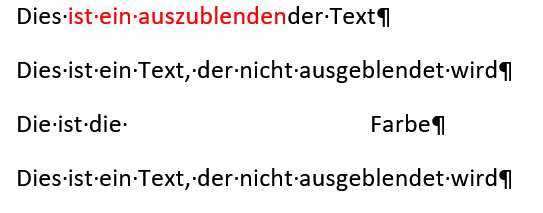 Dies·ist·ein·auszublendender·Text¶
Dies·ist·ein·Text,·der·nicht·ausgeblendet·wird¶
Die·ist·die· Farbe¶
Dies·ist·ein·Text,·der·nicht·ausgeblendet·wird¶